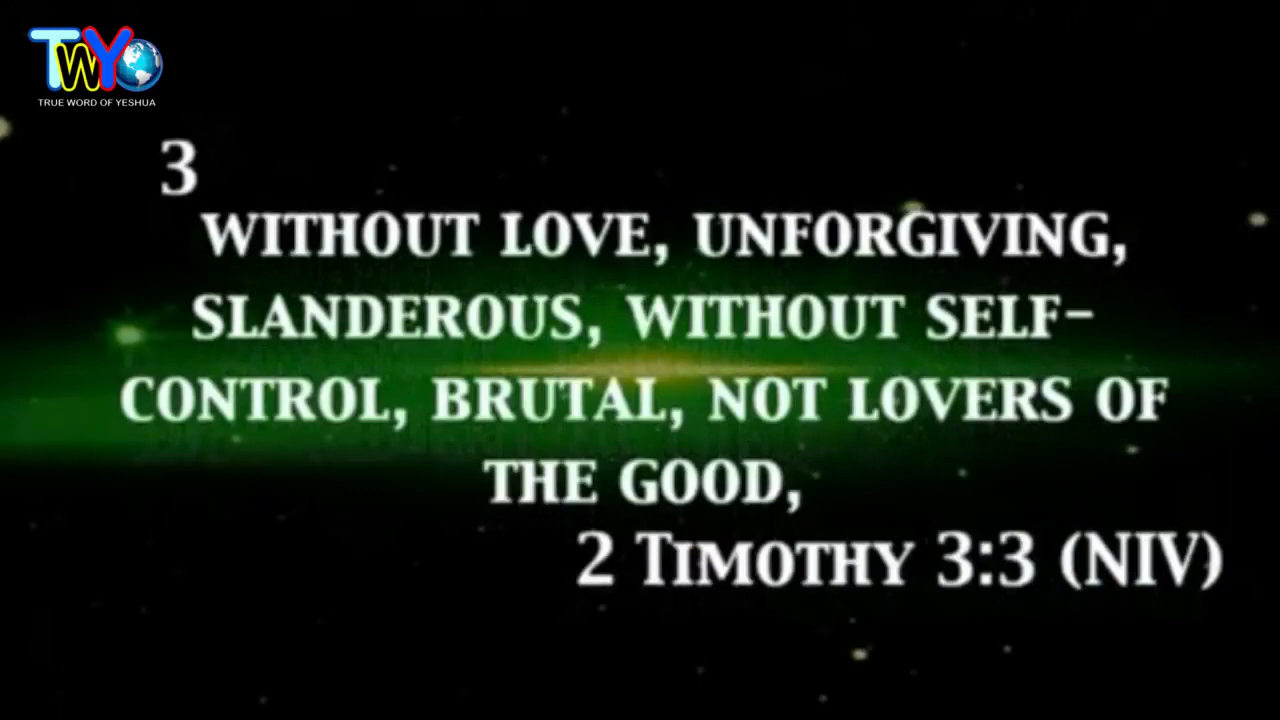 TWY
TRUE WORD OF YESHUA
3
WITHOUT LOVE, UNFORGIVING,
SLANDEROUS, WITHOUT SELF-
CONTROL, BRUTAL, NOT LOVERS OF
THE GOOD,
2 TIMOTHY 3:3 (NIV)